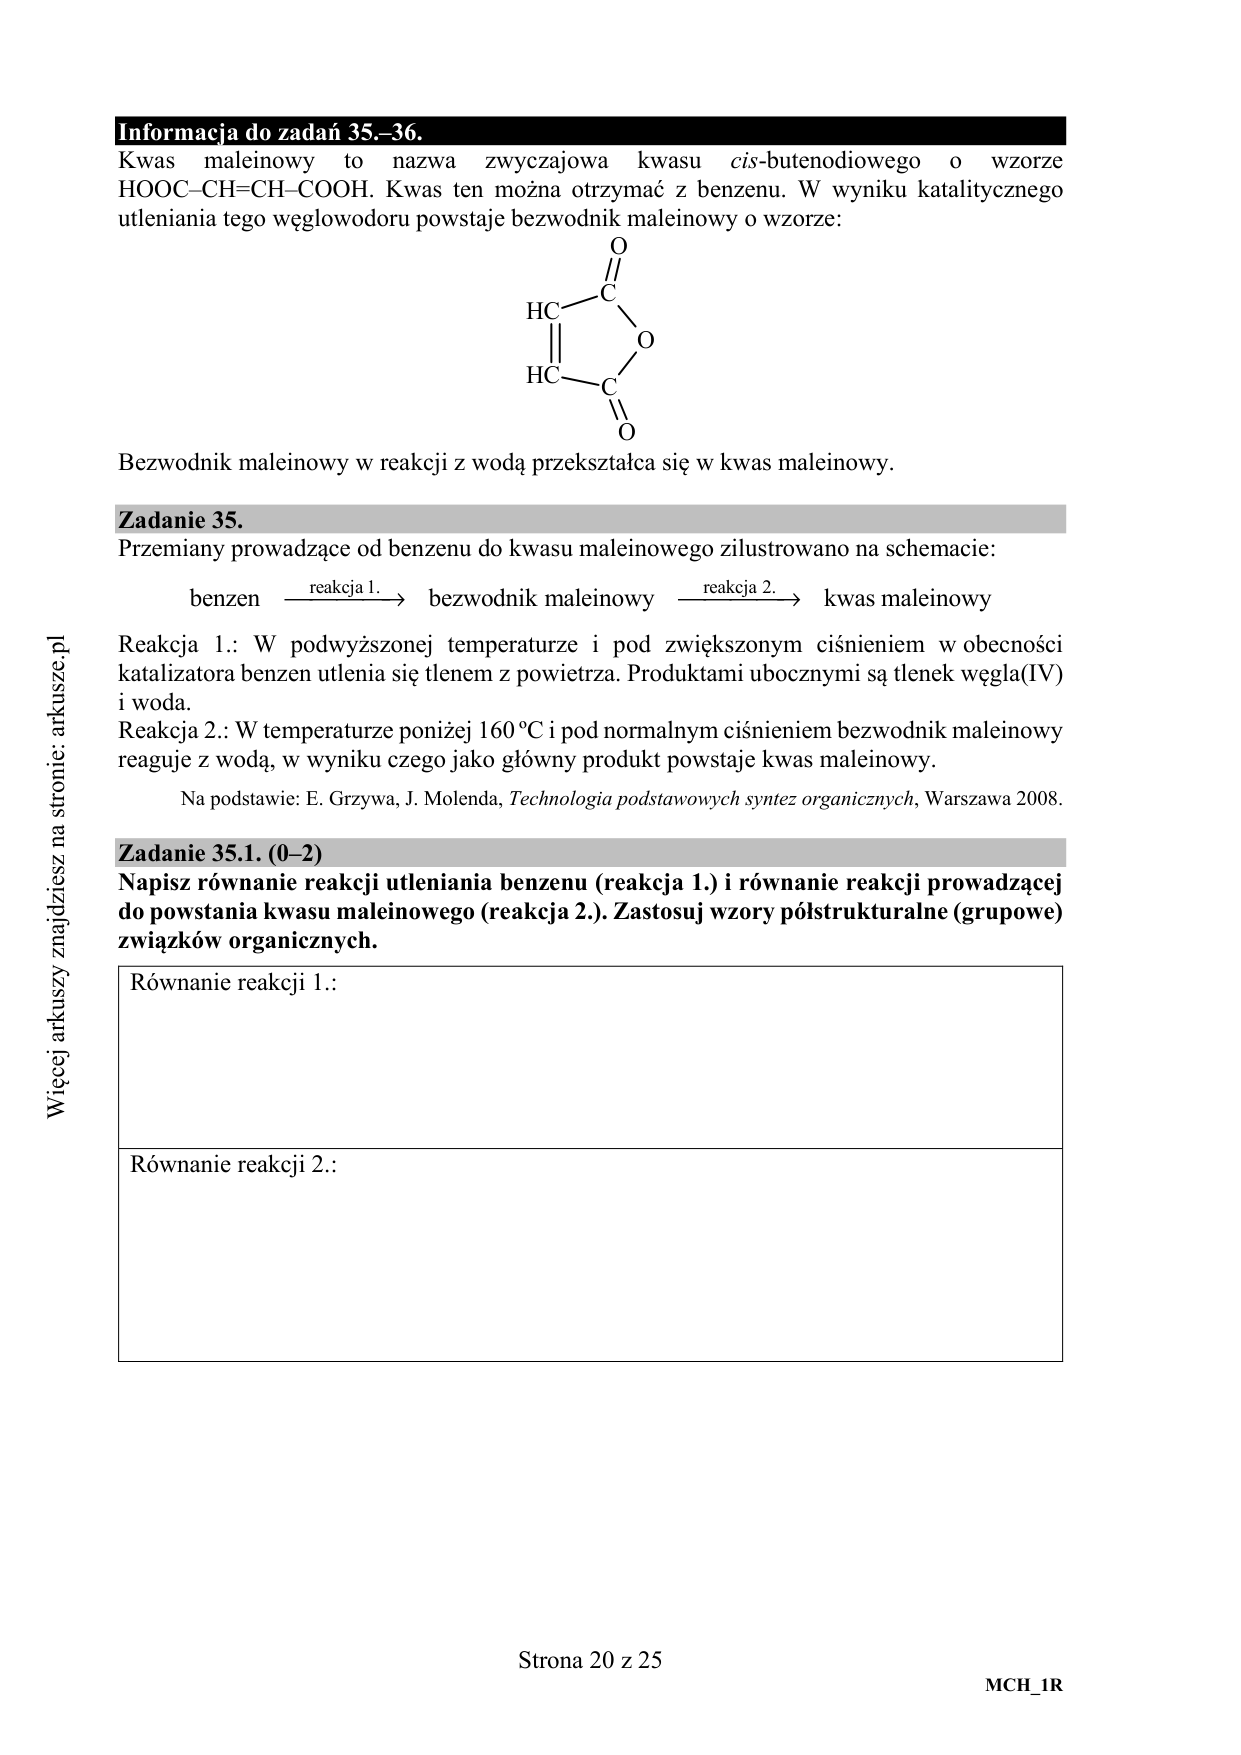 Informacja do zadań 35.–36.
Kwas maleinowy to nazwa zwyczajowa kwasu cis-butenodiowego o wzorze
HOOC–CH=CH–COOH. Kwas ten można otrzymać z benzenu. W wyniku katalitycznego
utleniania tego węglowodoru powstaje bezwodnik maleinowy o wzorze:
O
C
HC
O
HC
C
O
Bezwodnik maleinowy w reakcji z wodą przekształca się w kwas maleinowy.
Zadanie 35.
Przemiany prowadzące od benzenu do kwasu maleinowego zilustrowano na schemacie:
benzen reakcja 1. bezwodnik maleinowy reakcja 2. kwas maleinowy
Reakcja 1.: W podwyższonej temperaturze i pod zwiększonym ciśnieniem w obecności
katalizatora benzen utlenia się tlenem z powietrza. Produktami ubocznymi są tlenek węgla(IV)
i woda.
Reakcja 2.: W temperaturze poniżej 160 ºC i pod normalnym ciśnieniem bezwodnik maleinowy
reaguje z wodą, w wyniku czego jako główny produkt powstaje kwas maleinowy.
Na podstawie: E. Grzywa, J. Molenda, Technologia podstawowych syntez organicznych, Warszawa 2008.
Zadanie 35.1. (0–2)
Napisz równanie reakcji utleniania benzenu (reakcja 1.) i równanie reakcji prowadzącej
do powstania kwasu maleinowego (reakcja 2.). Zastosuj wzory półstrukturalne (grupowe)
związków organicznych.
Równanie reakcji 1.:
Równanie reakcji 2.:
Więcej arkuszy znajdziesz na stronie: arkusze.pl
Strona 20 z 25
MCH_1R